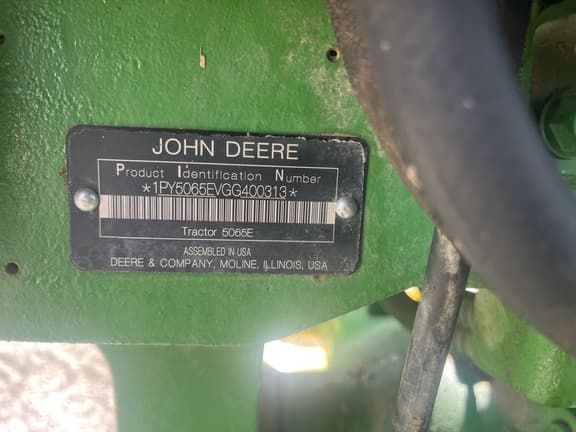 JOHN DEERE
Product Identification Number
*1PY5065EVGG400313*
Tractor 5065E
ASSEMBLED IN USA
DEERE & COMPANY, MOLINE, ILLINOIS, USA